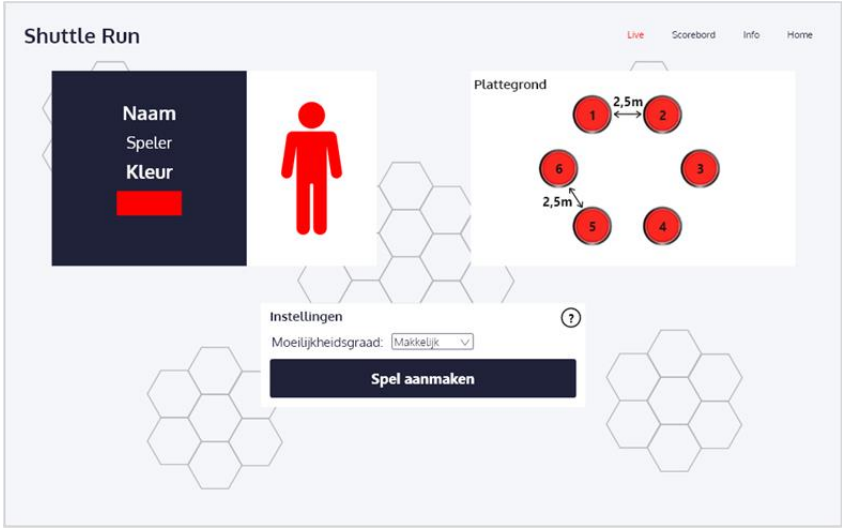 Shuttle Run
Live Scorebord Info Home
Naam
Speler
Kleur
Plattegrond
2,5m
1 2
6 3
2,5m
5 4
Instellingen
?
Moeilijkheidsgraad: Makkelijk
Spel aanmaken